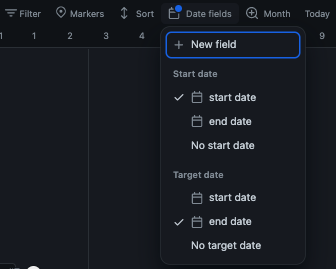 Filter Markers Sort Date fields Month Today
1 1 2 3 4 9
New field
Start date
start date
end date
No start date
Target date
start date
end date
No target date